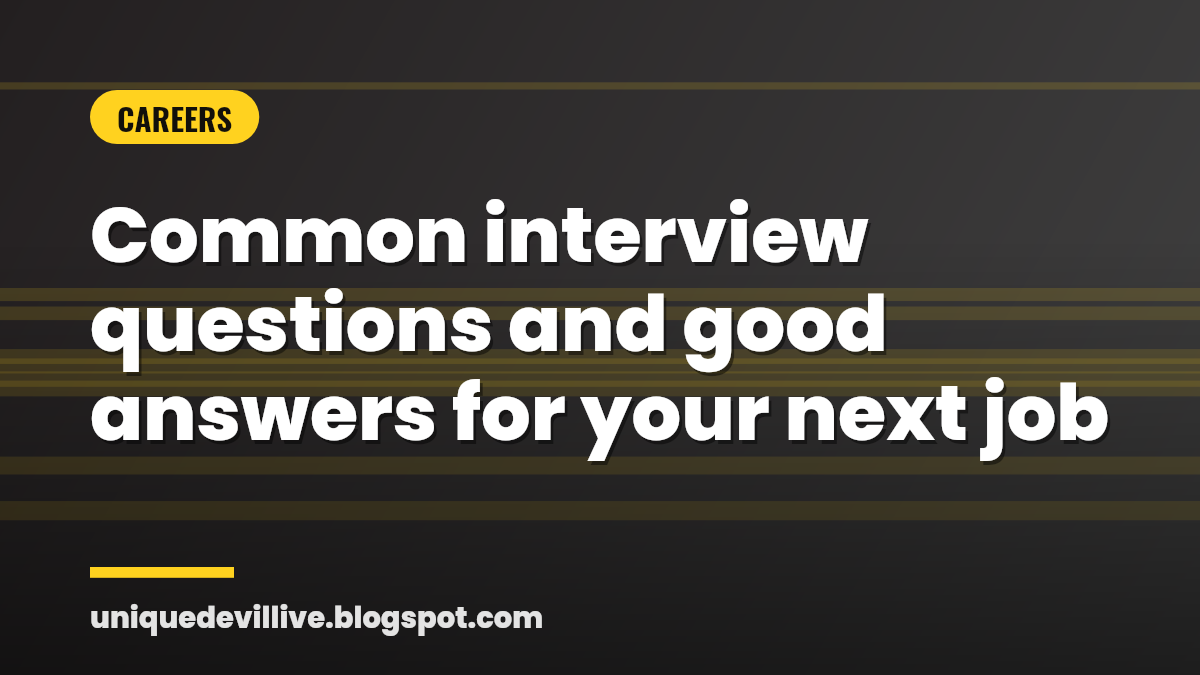 CAREERS
Common interview
questions and good
answers for your next job
uniquedevillive.blogspot.com